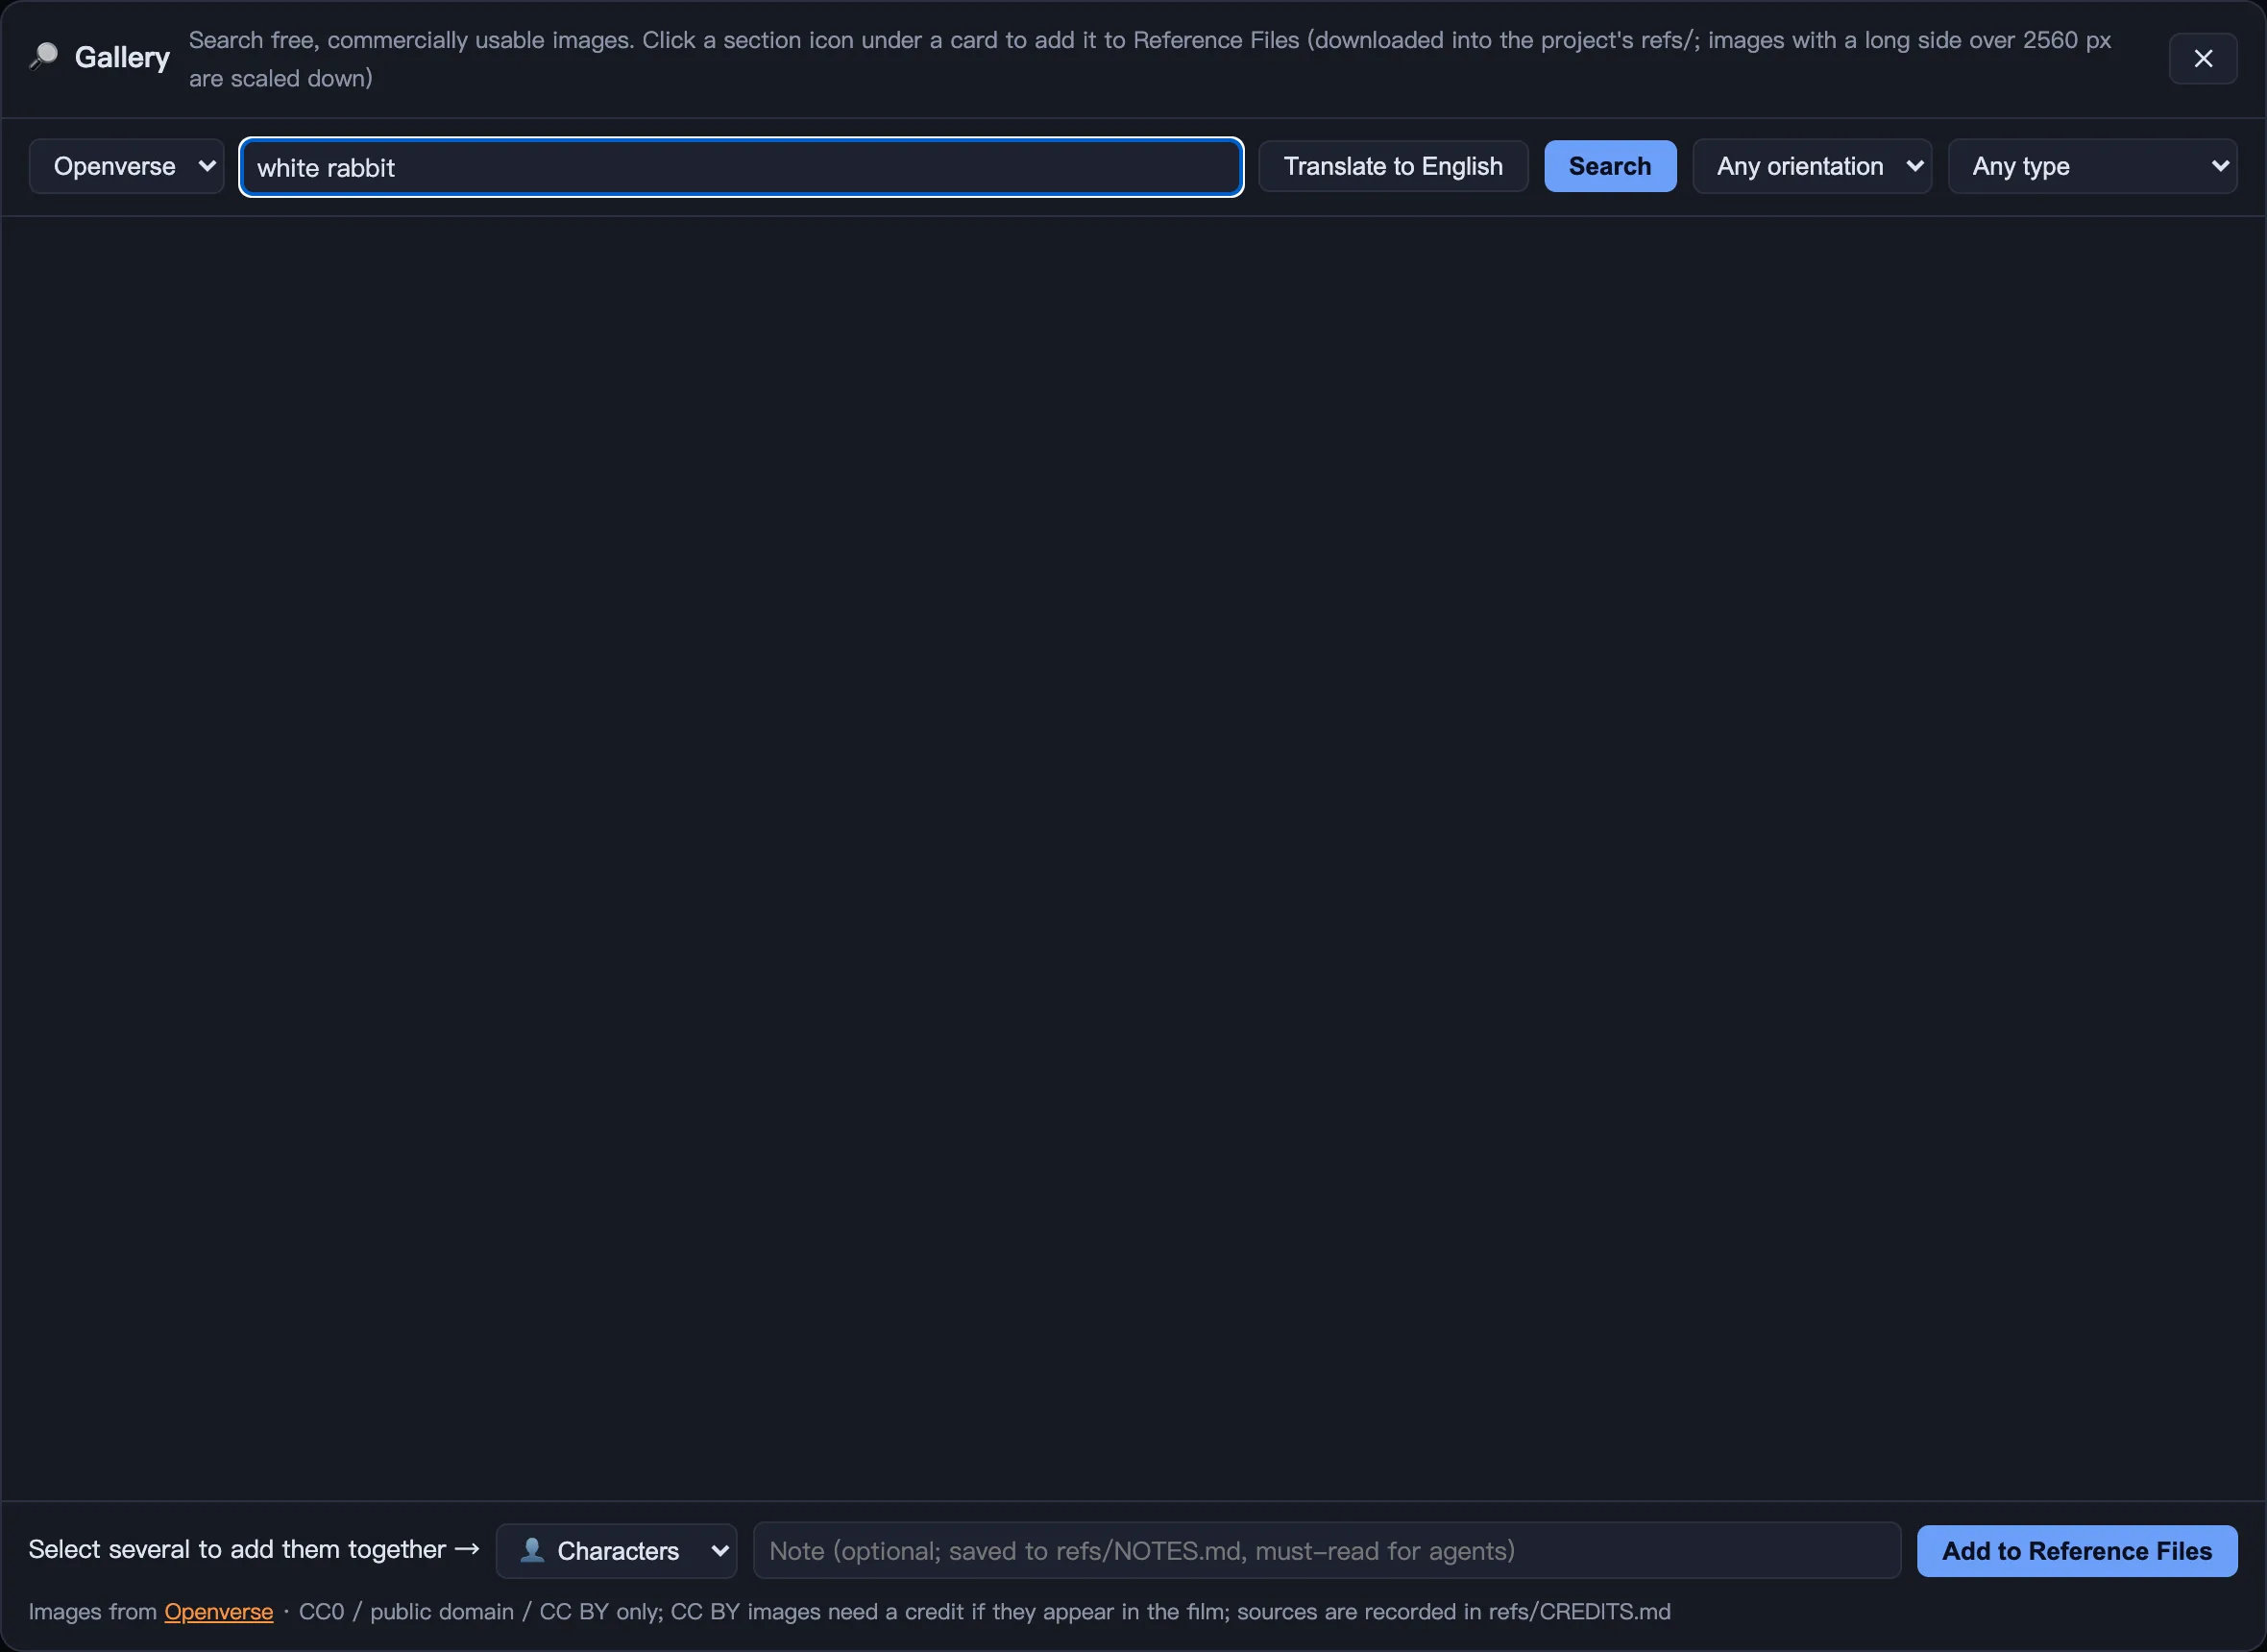 Gallery
Search free, commercially usable images. Click a section icon under a card to add it to Reference Files (downloaded into the project's refs/; images with a long side over 2560 px
are scaled down)
Openverse
white rabbit
Translate to English
Search
Any orientation
Any type
Select several to add them together →
Characters
Note (optional; saved to refs/NOTES.md, must-read for agents)
Add to Reference Files
Images from Openverse · CC0 / public domain / CC BY only; CC BY images need a credit if they appear in the film; sources are recorded in refs/CREDITS.md